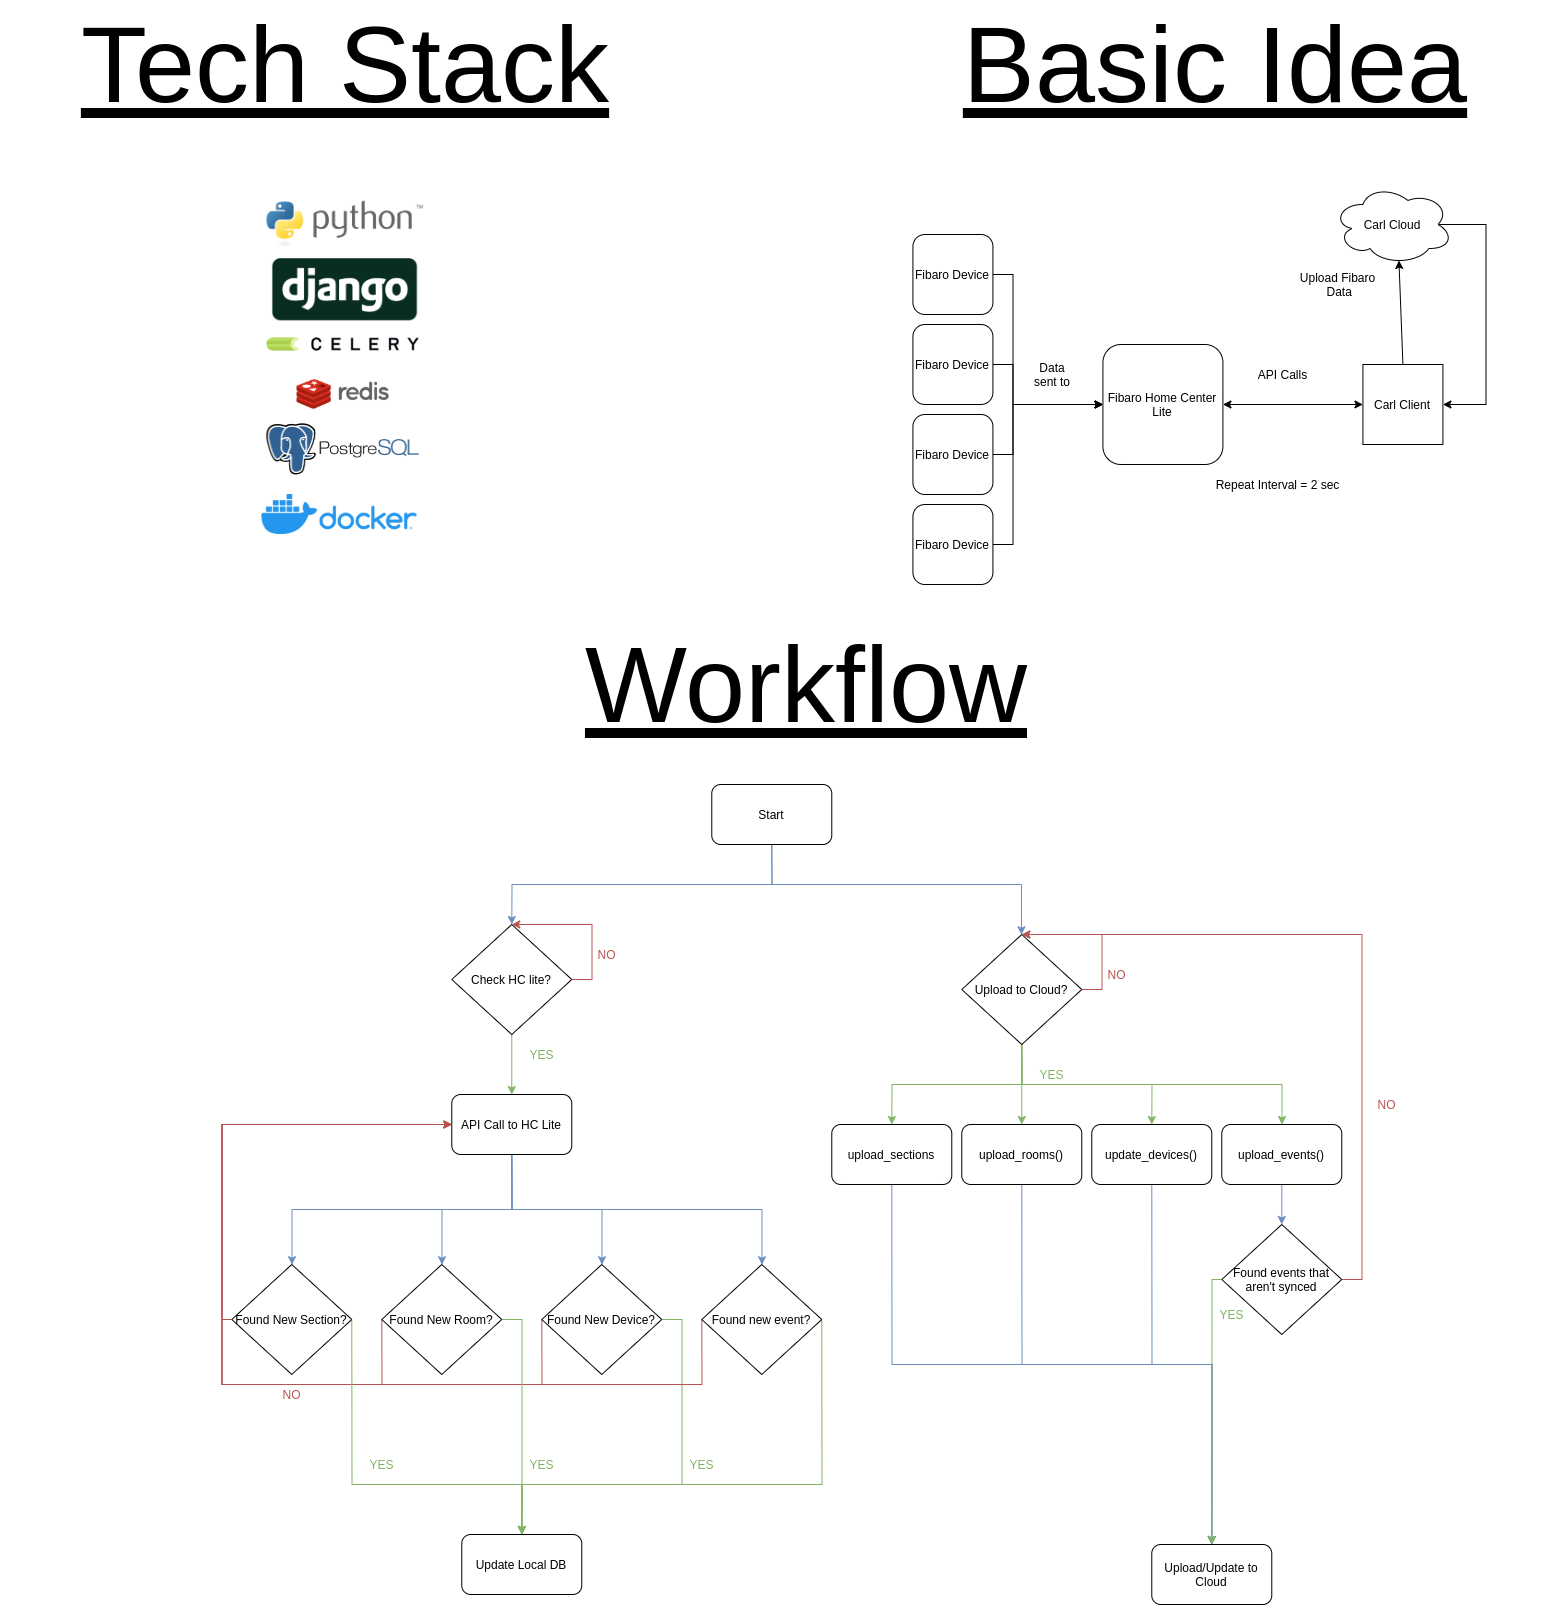 Tech Stack
Basic Idea
python™
django
CELERY
redis
PostgreSQL
docker
Carl Cloud
Upload Fibaro
Data
Fibaro Device
Fibaro Device
Fibaro Device
Fibaro Device
Data
sent to
Fibaro Home Center
Lite
API Calls
Carl Client
Repeat Interval = 2 sec
Workflow
Start
Check HC lite?
NO
YES
API Call to HC Lite
Found New Section?
Found New Room?
Found New Device?
Found new event?
NO
YES
YES
YES
Update Local DB
Upload to Cloud?
NO
YES
NO
upload_sections
upload_rooms()
update_devices()
upload_events()
Found events that
aren't synced
YES
Upload/Update to
Cloud